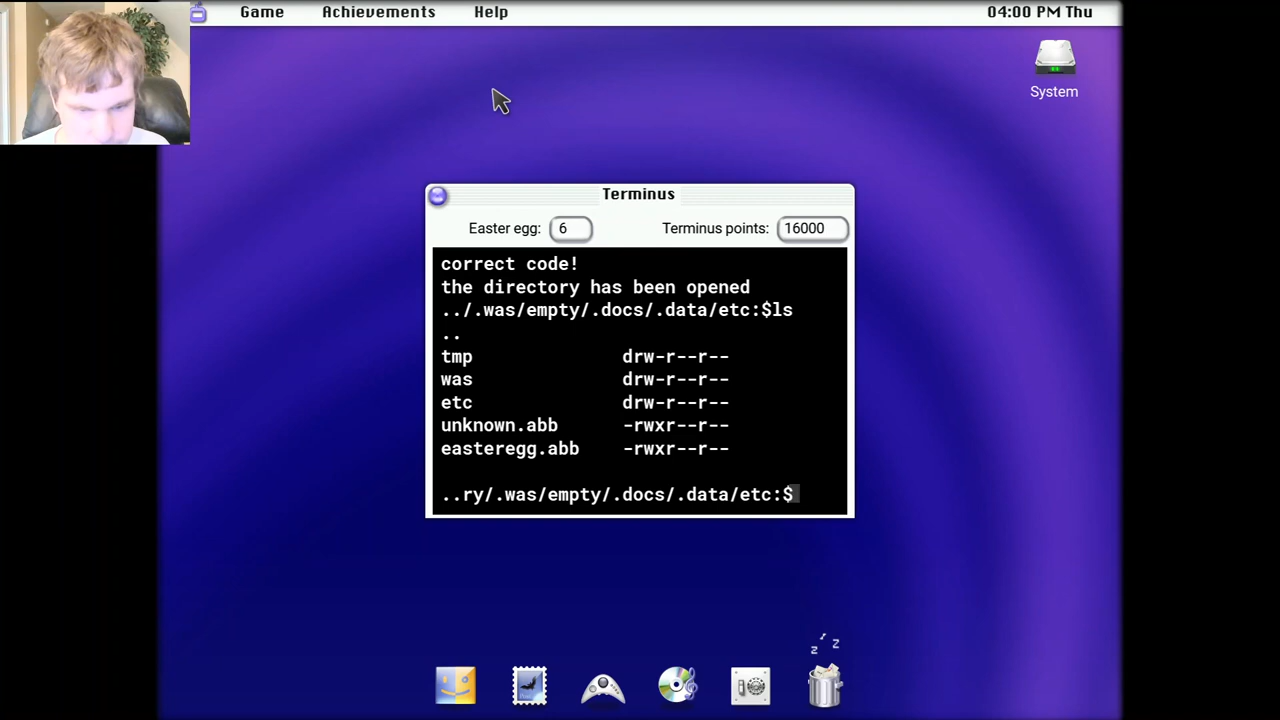 Game Achievements Help 04:00 PM Thu
System
Terminus
Easter egg: 6 Terminus points: 16000
correct code!
the directory has been opened
../.was/empty/.docs/.data/etc:$ls
..
tmp drw-r--r--
was drw-r--r--
etc drw-r--r--
unknown.abb -rwxr--r--
easteregg.abb -rwxr--r--
..ry/.was/empty/.docs/.data/etc:$
z z